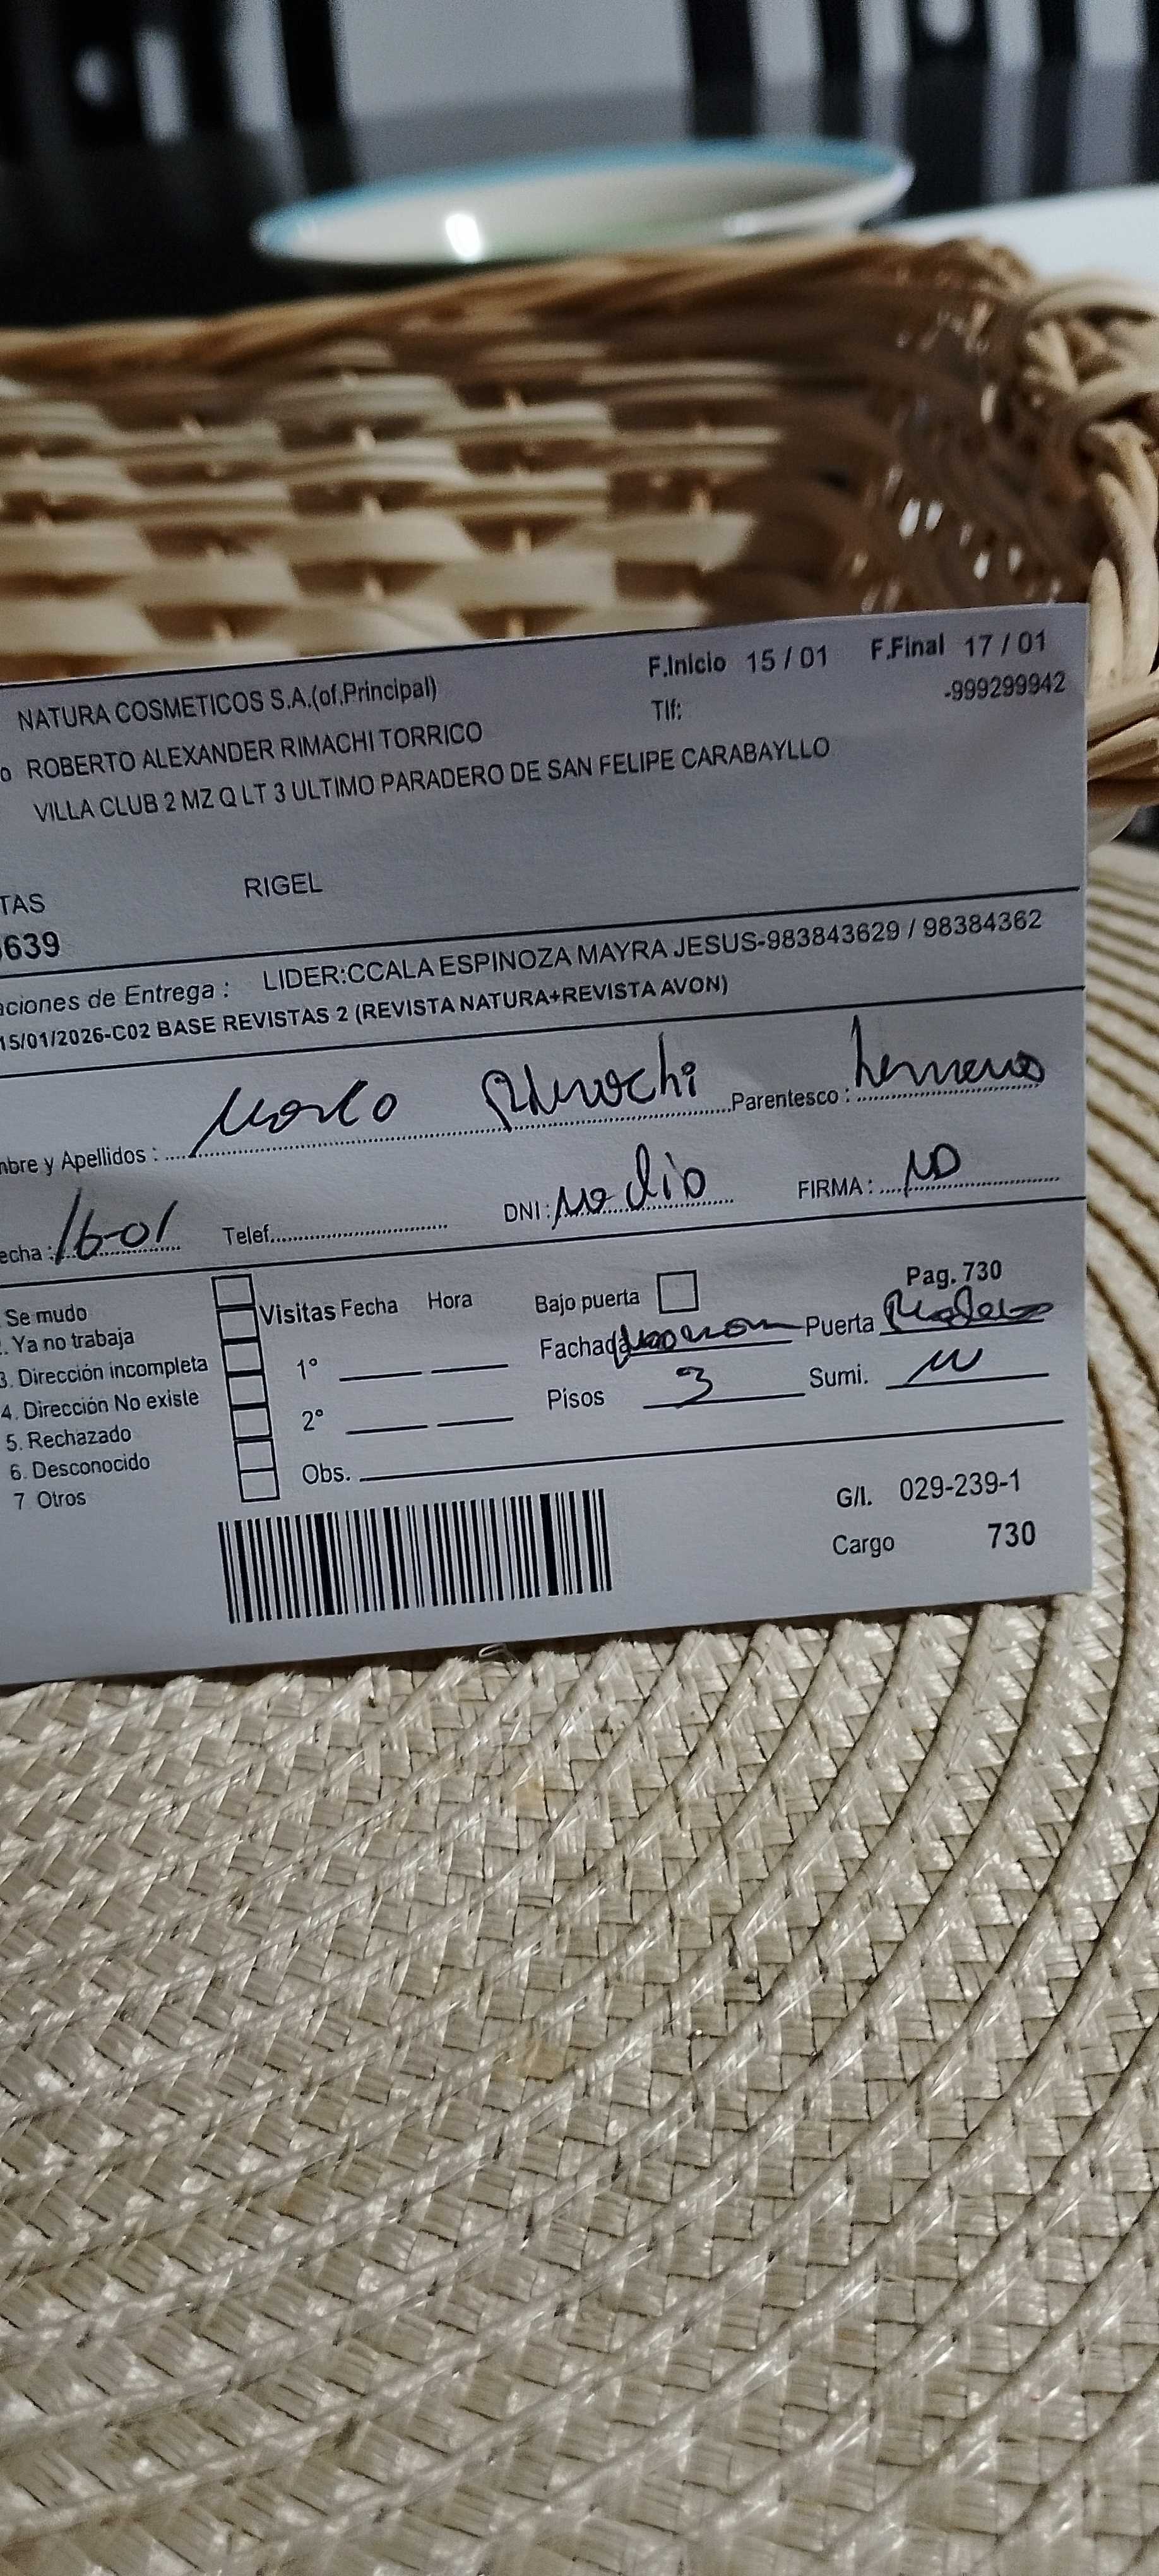 F.Inicio 15 / 01 F.Final 17 / 01
NATURA COSMETICOS S.A.(of,Principal)
Tlf: -999299942
o ROBERTO ALEXANDER RIMACHI TORRICO
VILLA CLUB 2 MZ Q LT 3 ULTIMO PARADERO DE SAN FELIPE CARABAYLLO
TAS RIGEL
639
aciones de Entrega : LIDER:CCALA ESPINOZA MAYRA JESUS-983843629 / 98384362
15/01/2026-C02 BASE REVISTAS 2 (REVISTA NATURA+REVISTA AVON)
mbre y Apellidos : Marco Rimachi Parentesco : hermano
echa : 16-01 Telef. DNI: No dio FIRMA : ND
Pag. 730
Se mudo Visitas Fecha Hora Bajo puerta
. Ya no trabaja Fachada Puerta
3. Dirección incompleta 1°
4. Dirección No existe Pisos 3 Sumi.
5. Rechazado 2°
6. Desconocido
7 Otros Obs.
G/I. 029-239-1
Cargo 730